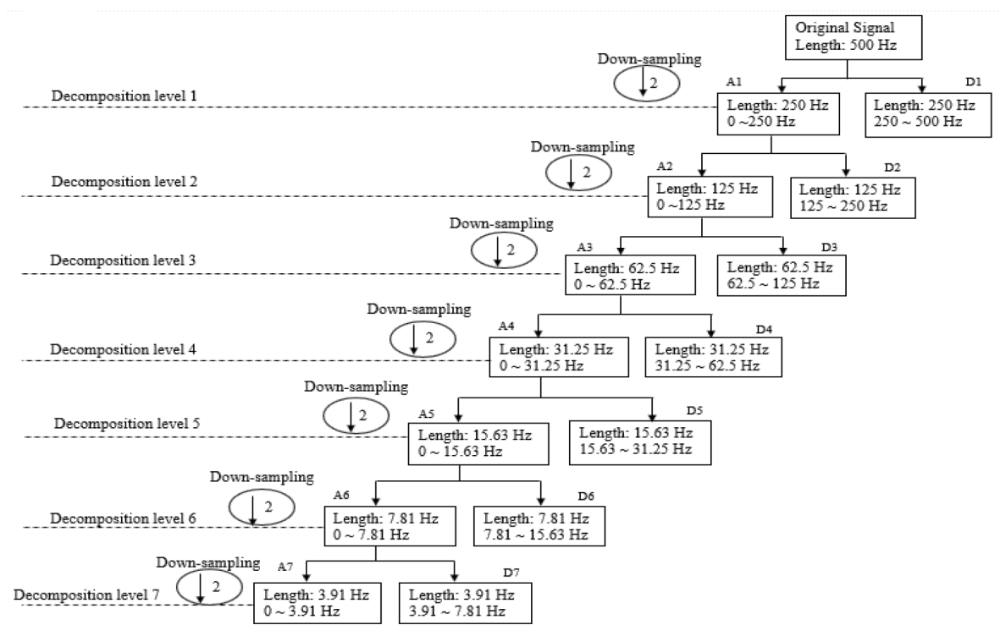 Original Signal
Length: 500 Hz
Down-sampling
2
Decomposition level 1
A1
Length: 250 Hz
0 ~250 Hz
D1
Length: 250 Hz
250 ~ 500 Hz
Down-sampling
2
Decomposition level 2
A2
Length: 125 Hz
0 ~125 Hz
D2
Length: 125 Hz
125 ~ 250 Hz
Down-sampling
2
Decomposition level 3
A3
Length: 62.5 Hz
0 ~ 62.5 Hz
D3
Length: 62.5 Hz
62.5 ~ 125 Hz
Down-sampling
2
Decomposition level 4
A4
Length: 31.25 Hz
0 ~ 31.25 Hz
D4
Length: 31.25 Hz
31.25 ~ 62.5 Hz
Down-sampling
2
Decomposition level 5
A5
Length: 15.63 Hz
0 ~ 15.63 Hz
D5
Length: 15.63 Hz
15.63 ~ 31.25 Hz
Down-sampling
2
Decomposition level 6
A6
Length: 7.81 Hz
0 ~ 7.81 Hz
D6
Length: 7.81 Hz
7.81 ~ 15.63 Hz
Down-sampling
2
Decomposition level 7
A7
Length: 3.91 Hz
0 ~ 3.91 Hz
D7
Length: 3.91 Hz
3.91 ~ 7.81 Hz